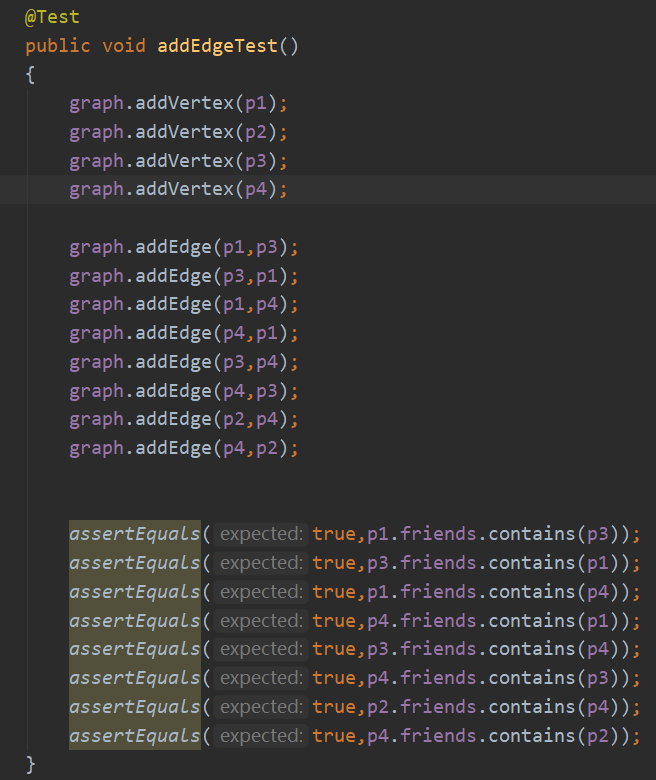 @Test
public void addEdgeTest()
{
graph.addVertex(p1);
graph.addVertex(p2);
graph.addVertex(p3);
graph.addVertex(p4);
graph.addEdge(p1,p3);
graph.addEdge(p3,p1);
graph.addEdge(p1,p4);
graph.addEdge(p4,p1);
graph.addEdge(p3,p4);
graph.addEdge(p4,p3);
graph.addEdge(p2,p4);
graph.addEdge(p4,p2);
assertEquals( expected: true,p1.friends.contains(p3));
assertEquals( expected: true,p3.friends.contains(p1));
assertEquals( expected: true,p1.friends.contains(p4));
assertEquals( expected: true,p4.friends.contains(p1));
assertEquals( expected: true,p3.friends.contains(p4));
assertEquals( expected: true,p4.friends.contains(p3));
assertEquals( expected: true,p2.friends.contains(p4));
assertEquals( expected: true,p4.friends.contains(p2));
}